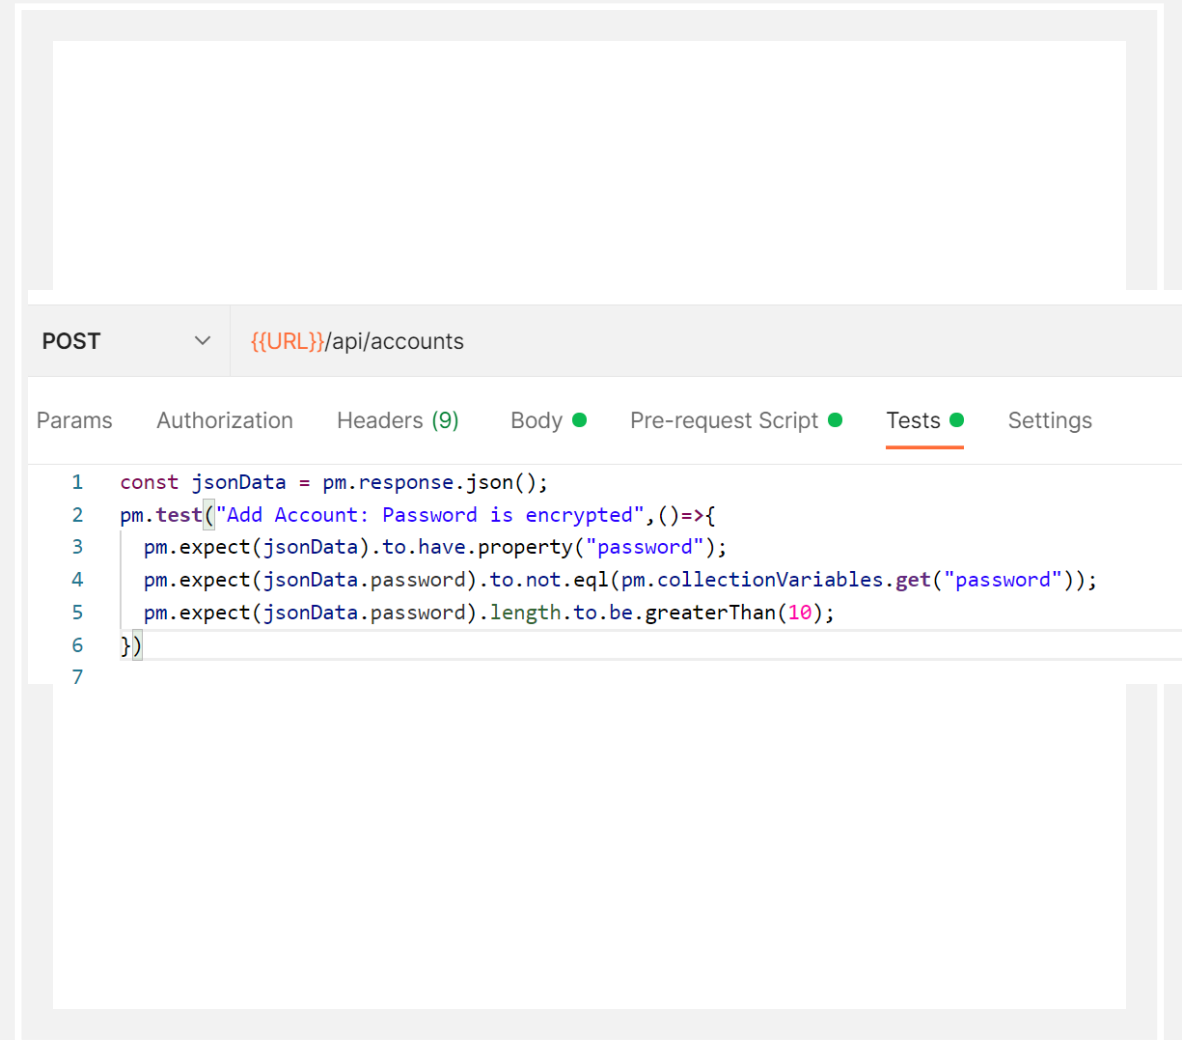 POST {{URL}}/api/accounts
Params Authorization Headers (9) Body Pre-request Script Tests Settings
1 const jsonData = pm.response.json();
2 pm.test("Add Account: Password is encrypted",()=>{
3 pm.expect(jsonData).to.have.property("password");
4 pm.expect(jsonData.password).to.not.eql(pm.collectionVariables.get("password"));
5 pm.expect(jsonData.password).length.to.be.greaterThan(10);
6 })
7